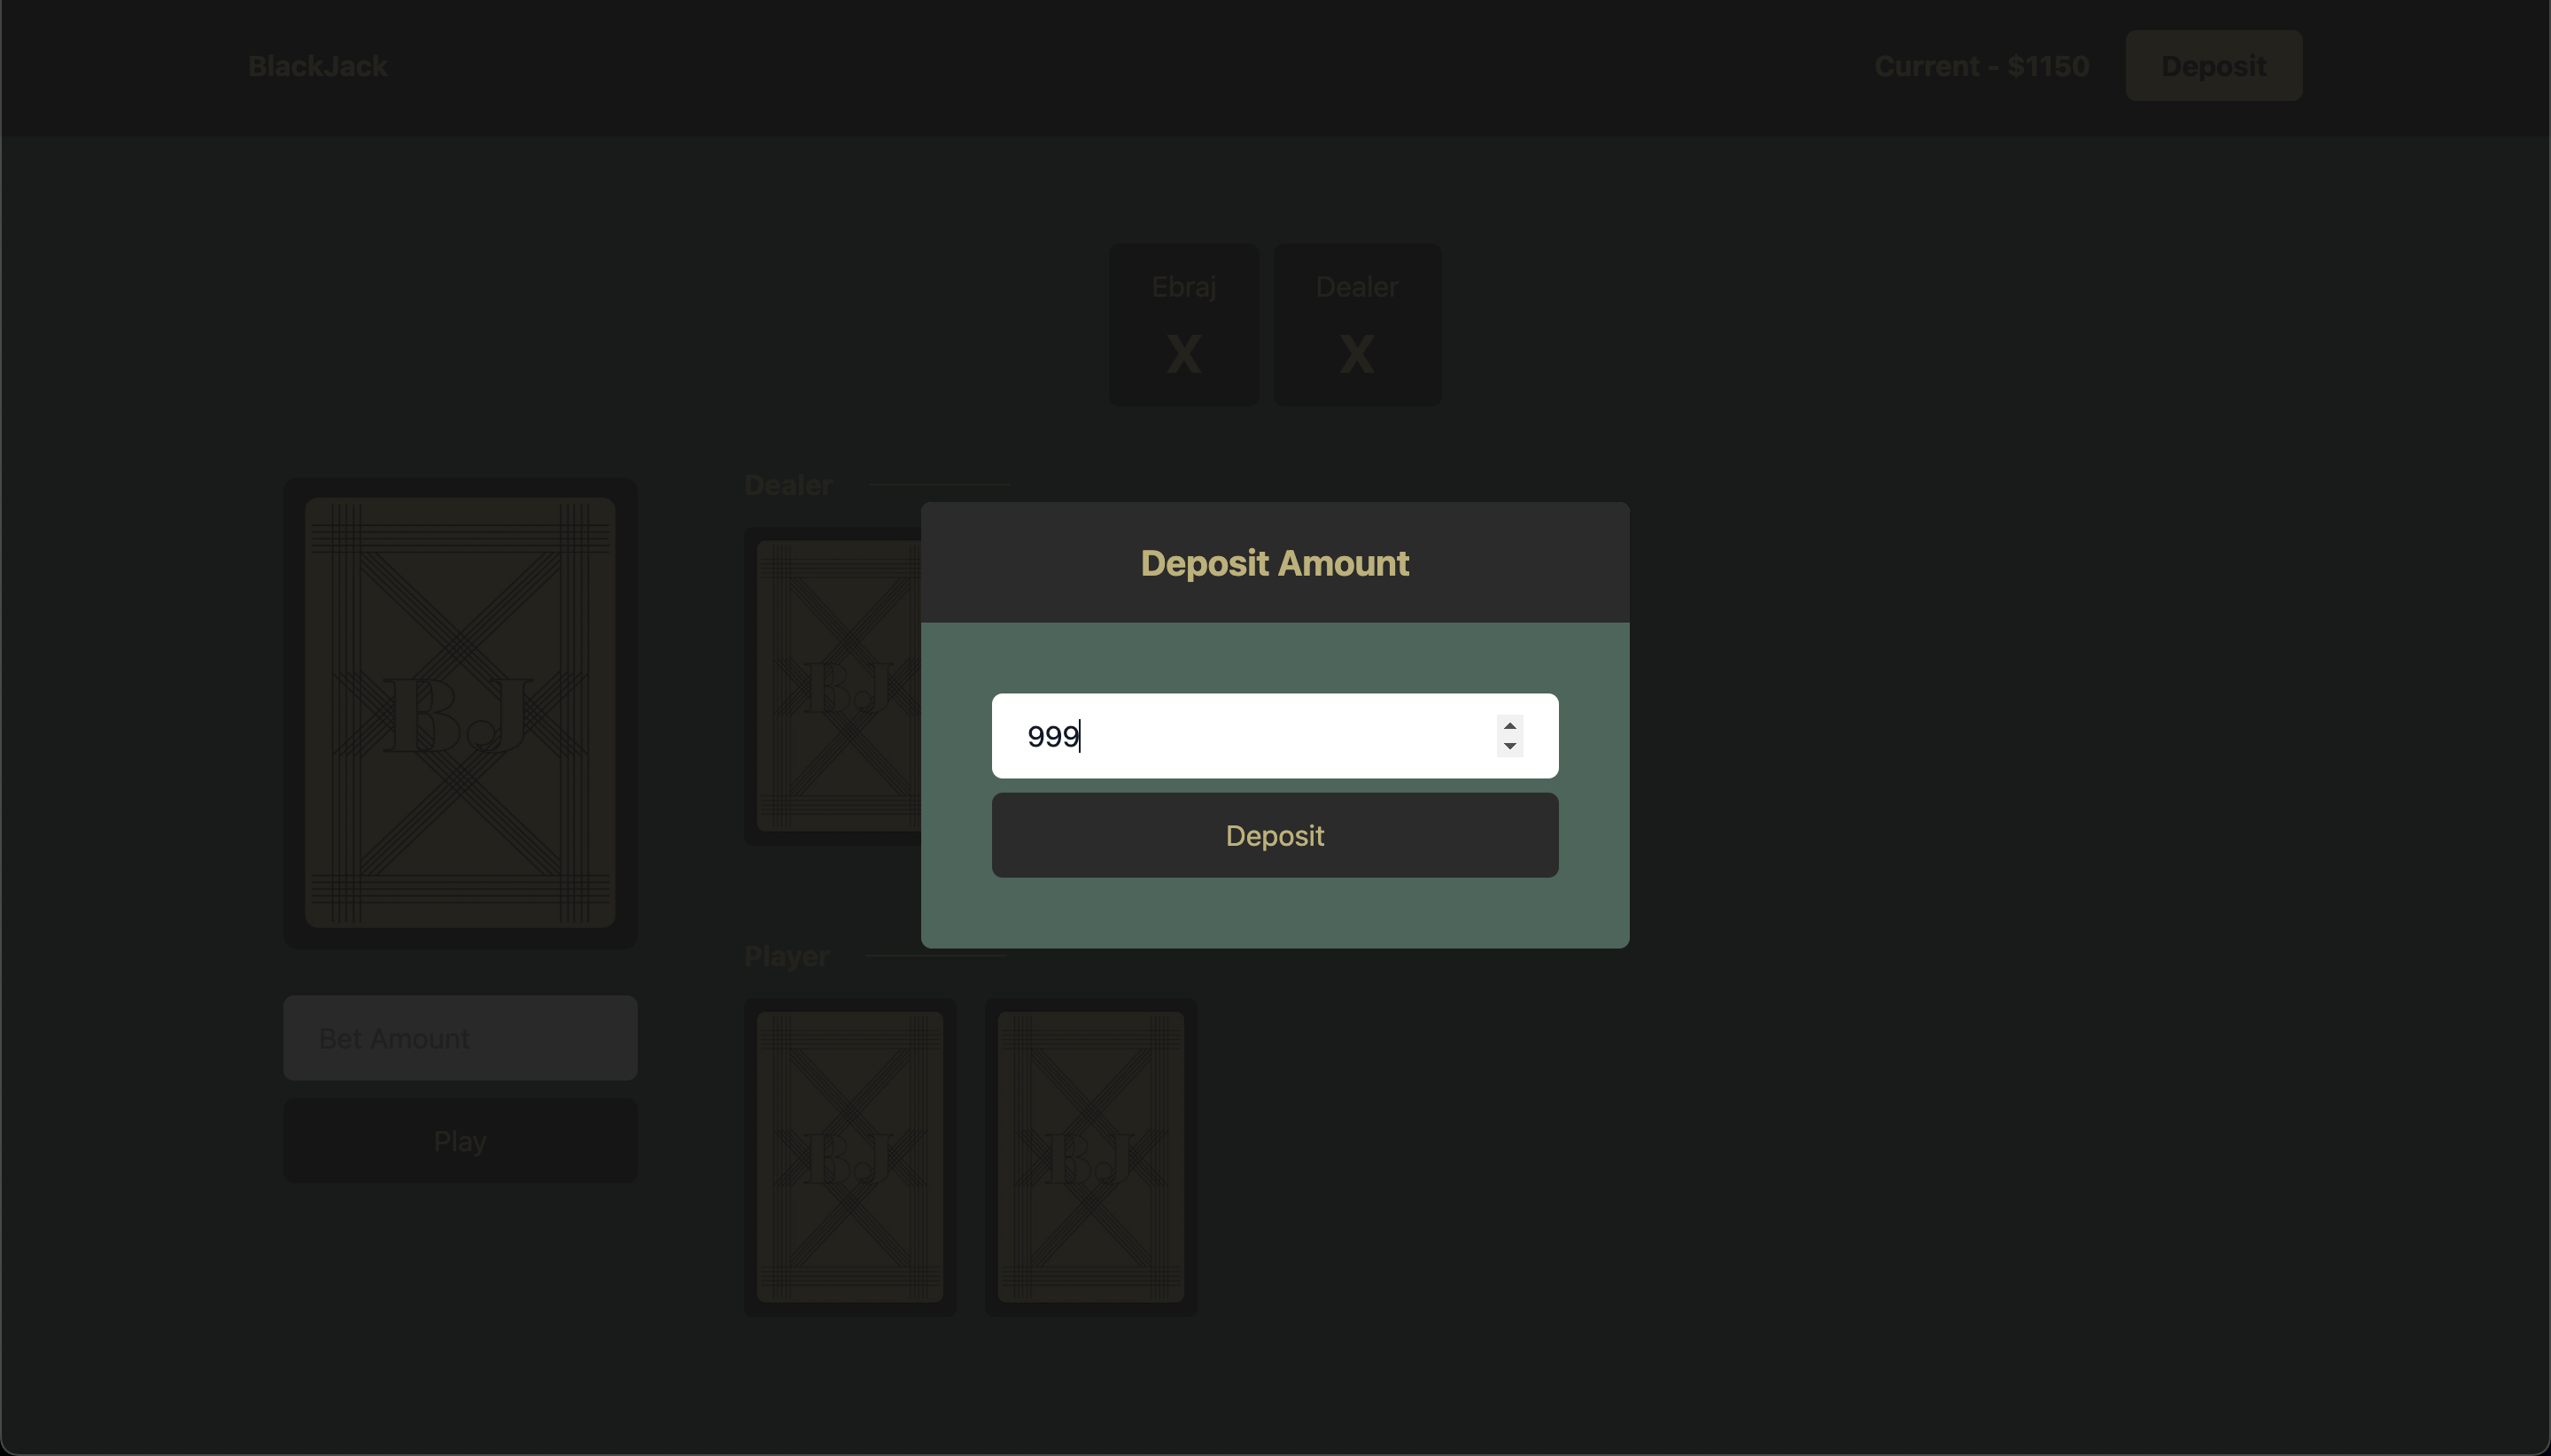 BlackJack
Current - $1150
Deposit
Ebraj
Dealer
X
X
Dealer
BJ
BJ
Deposit Amount
999
Deposit
Player
Bet Amount
Play
BJ
BJ